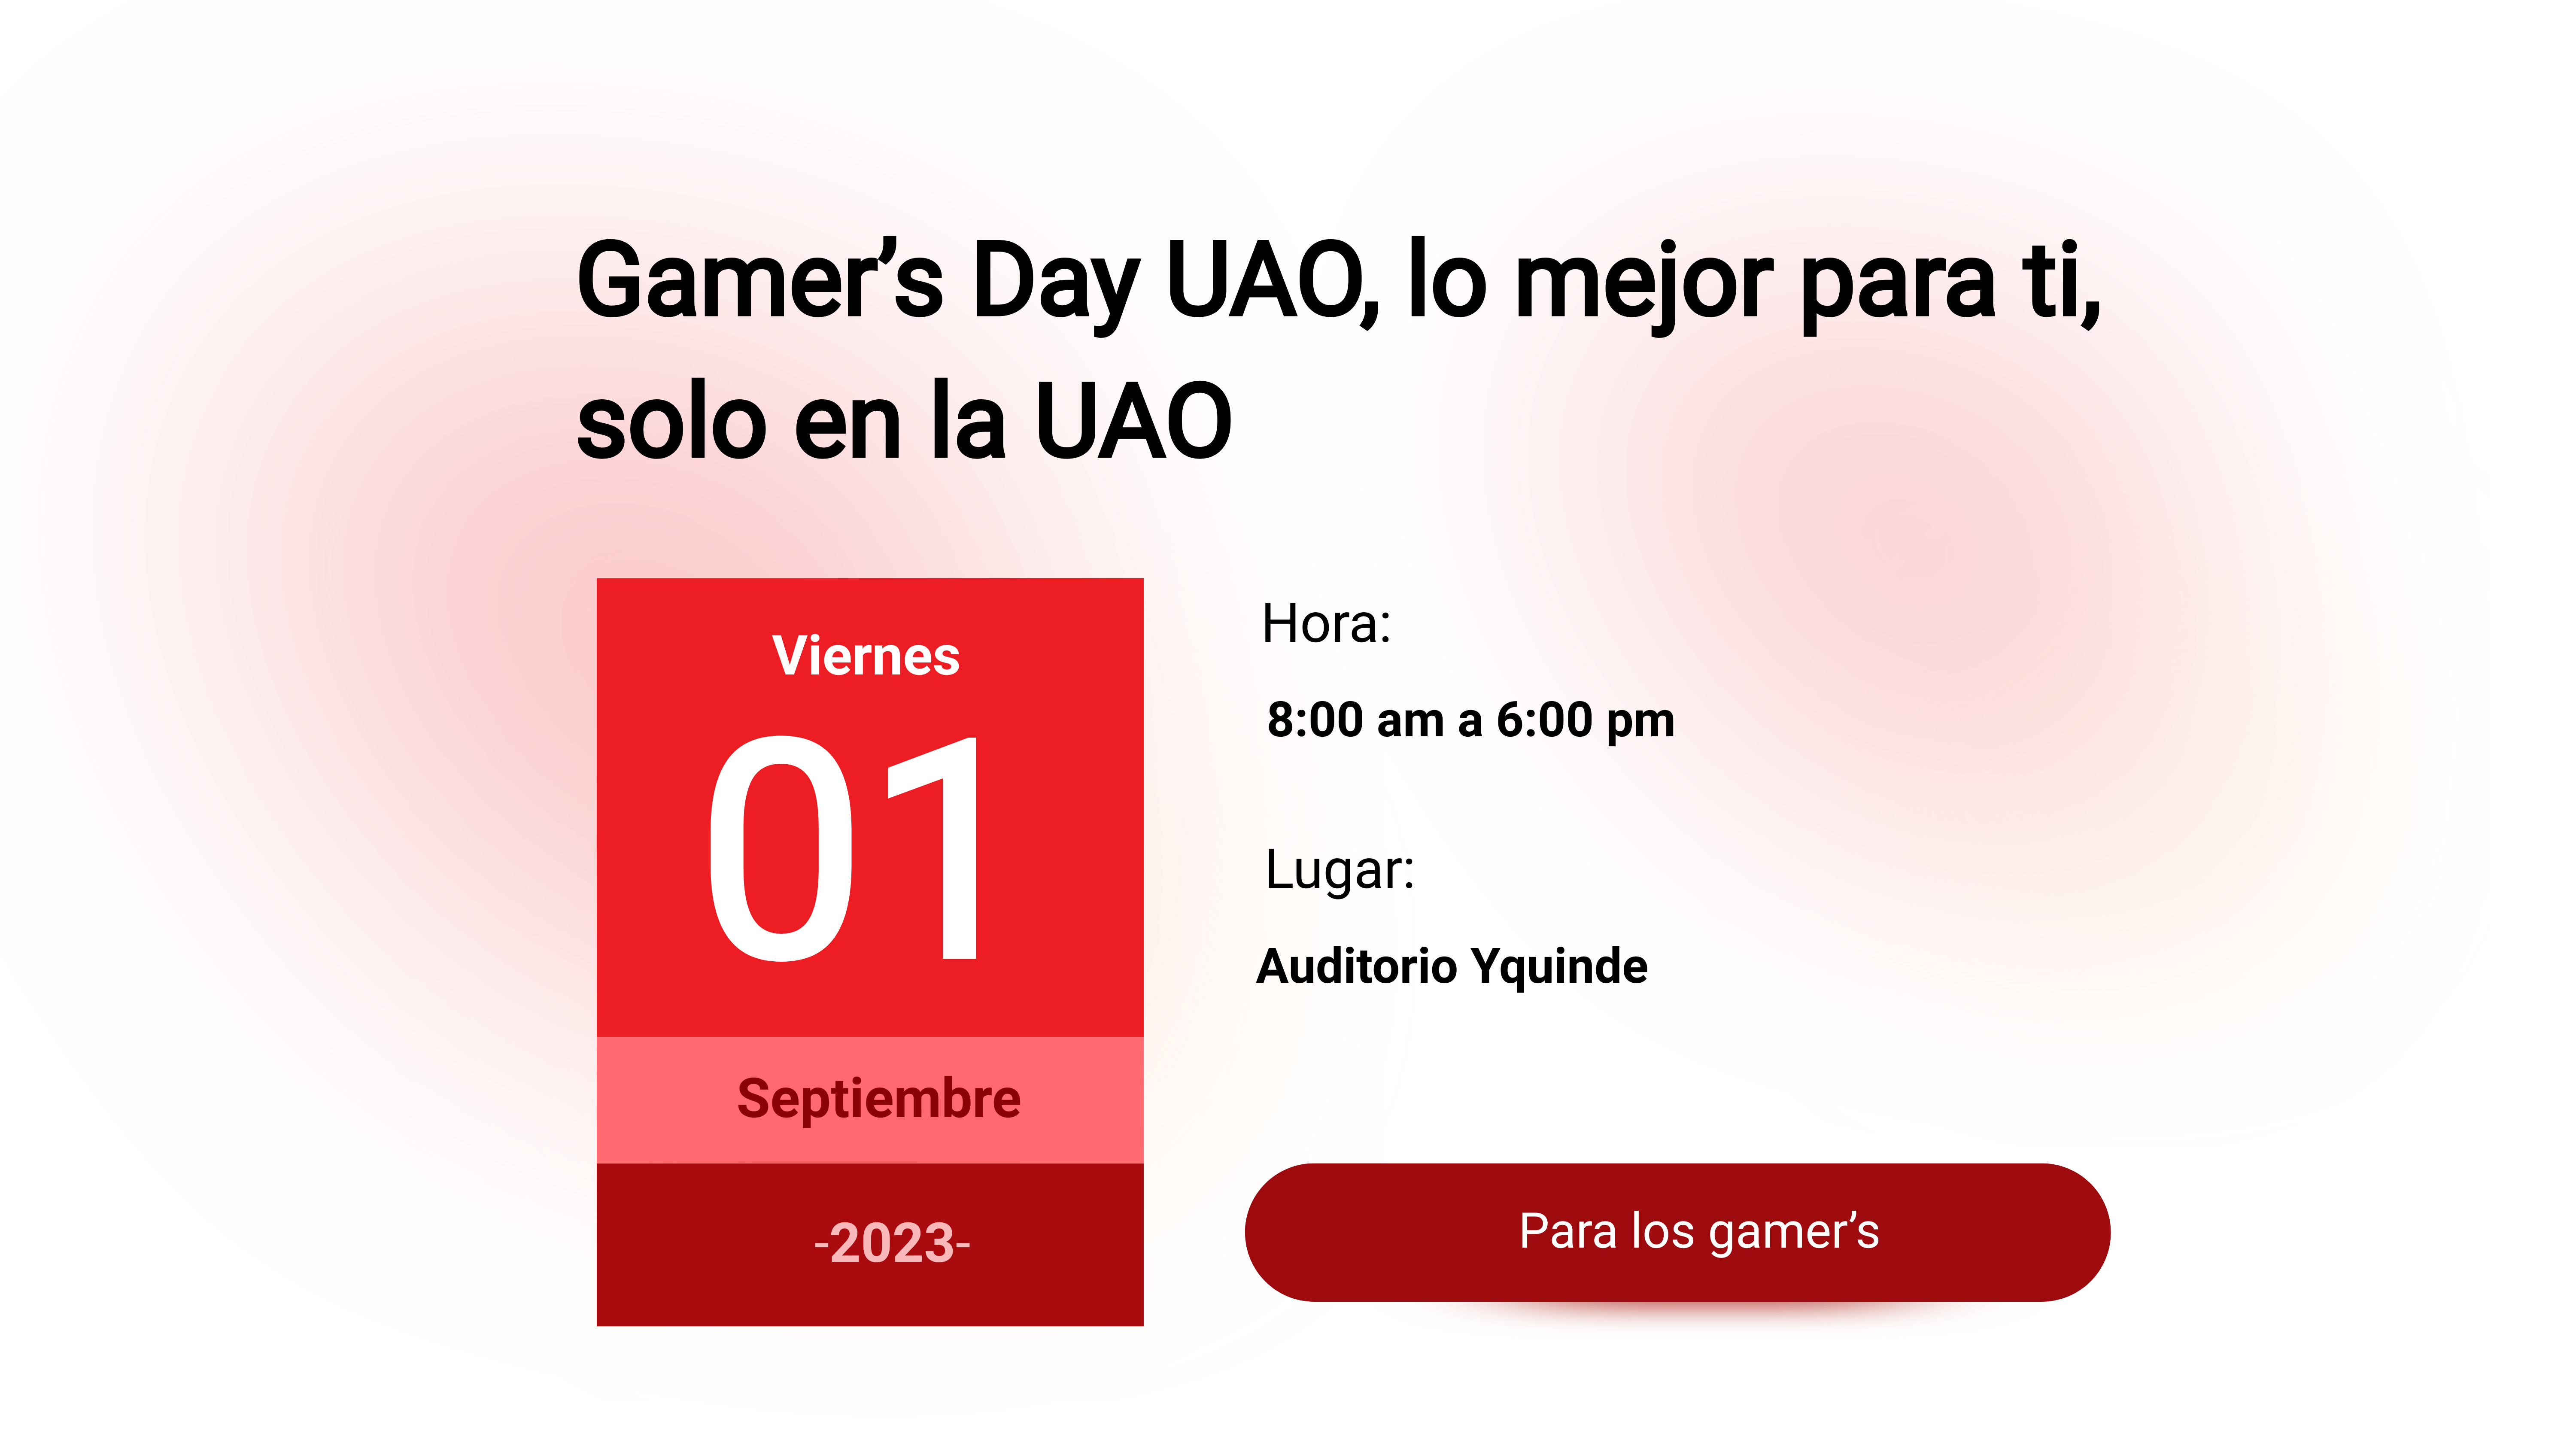 Gamer’s Day UAO, lo mejor para ti,
solo en la UAO
Viernes
01
Septiembre
-2023-
Hora:
8:00 am a 6:00 pm
Lugar:
Auditorio Yquinde
Para los gamer’s